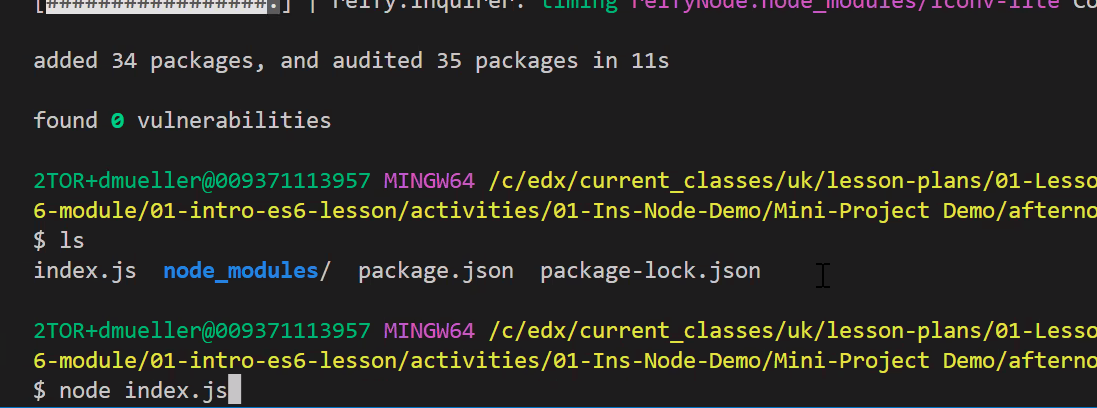 [#################.] | reify:inquirer: timing reifyNode:node_modules/iconv-lite Co
added 34 packages, and audited 35 packages in 11s
found 0 vulnerabilities
2TOR+dmueller@009371113957 MINGW64 /c/edx/current_classes/uk/lesson-plans/01-Lesso
6-module/01-intro-es6-lesson/activities/01-Ins-Node-Demo/Mini-Project Demo/afterno
$ ls
index.js  node_modules/  package.json  package-lock.json
2TOR+dmueller@009371113957 MINGW64 /c/edx/current_classes/uk/lesson-plans/01-Lesso
6-module/01-intro-es6-lesson/activities/01-Ins-Node-Demo/Mini-Project Demo/afterno
$ node index.js